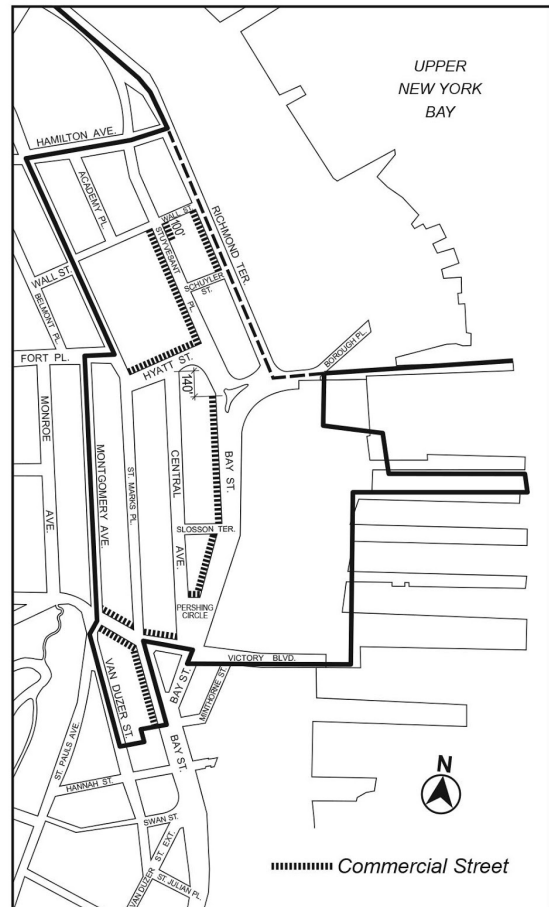 UPPER
NEW YORK
BAY
HAMILTON AVE.
ACADEMY PL.
WALL ST.
100'
STUYVESANT
PL.
RICHMOND TER.
SCHUYLER
ST.
WALL ST.
BELMONT PL.
BOROUGH PL.
FORT PL.
HYATT ST.
140'
MONROE
AVE.
MONTGOMERY AVE.
ST. MARKS PL.
CENTRAL
AVE.
BAY ST.
SLOSSON TER.
PERSHING
CIRCLE
VICTORY BLVD.
VAN DUZER ST.
BAY ST.
MINTHORNE ST.
ST. PAULS AVE.
BAY ST.
HANNAH ST.
SWAN ST.
VAN DUZER
ST. EXT.
ST. JULIAN PL.
N
Commercial Street